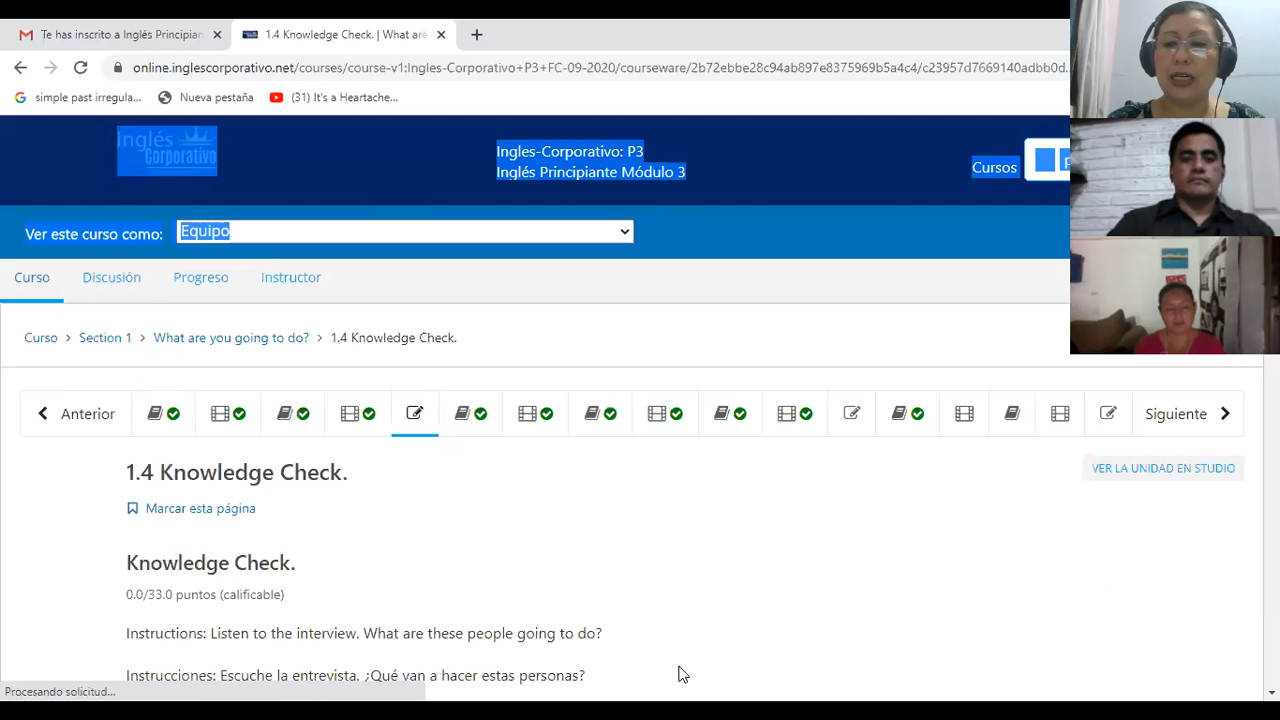 Te has inscrito a Inglés Principian
1.4 Knowledge Check. | What are
online.inglescorporativo.net/courses/course-v1:Ingles-Corporativo+P3+FC-09-2020/courseware/2b72ebbe28c94ab897e8375969b5a4c4/c23957d7669140adbb0d.
simple past irregula...
Nueva pestaña
(31) It's a Heartache...
Inglés
Corporativo
Ingles-Corporativo: P3
Inglés Principiante Módulo 3
Cursos
Ver este curso como:
Equipo
Curso
Discusión
Progreso
Instructor
Curso > Section 1 > What are you going to do? > 1.4 Knowledge Check.
Anterior
Siguiente
1.4 Knowledge Check.
VER LA UNIDAD EN STUDIO
Marcar esta página
Knowledge Check.
0.0/33.0 puntos (calificable)
Instructions: Listen to the interview. What are these people going to do?
Instrucciones: Escuche la entrevista. ¿Qué van a hacer estas personas?
Procesando solicitud...